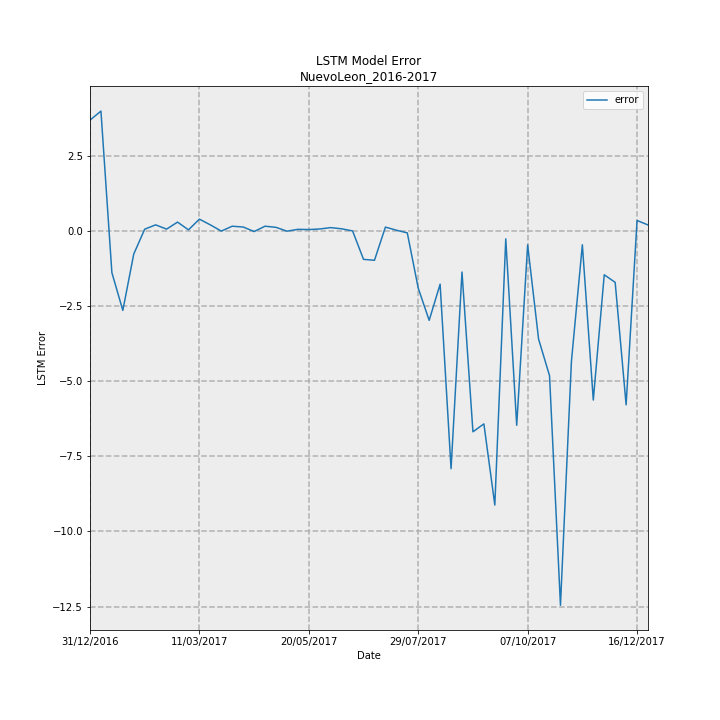 LSTM Model Error
NuevoLeon_2016-2017
error
2.5
0.0
−2.5
−5.0
−7.5
−10.0
−12.5
LSTM Error
31/12/2016 11/03/2017 20/05/2017 29/07/2017 07/10/2017 16/12/2017
Date